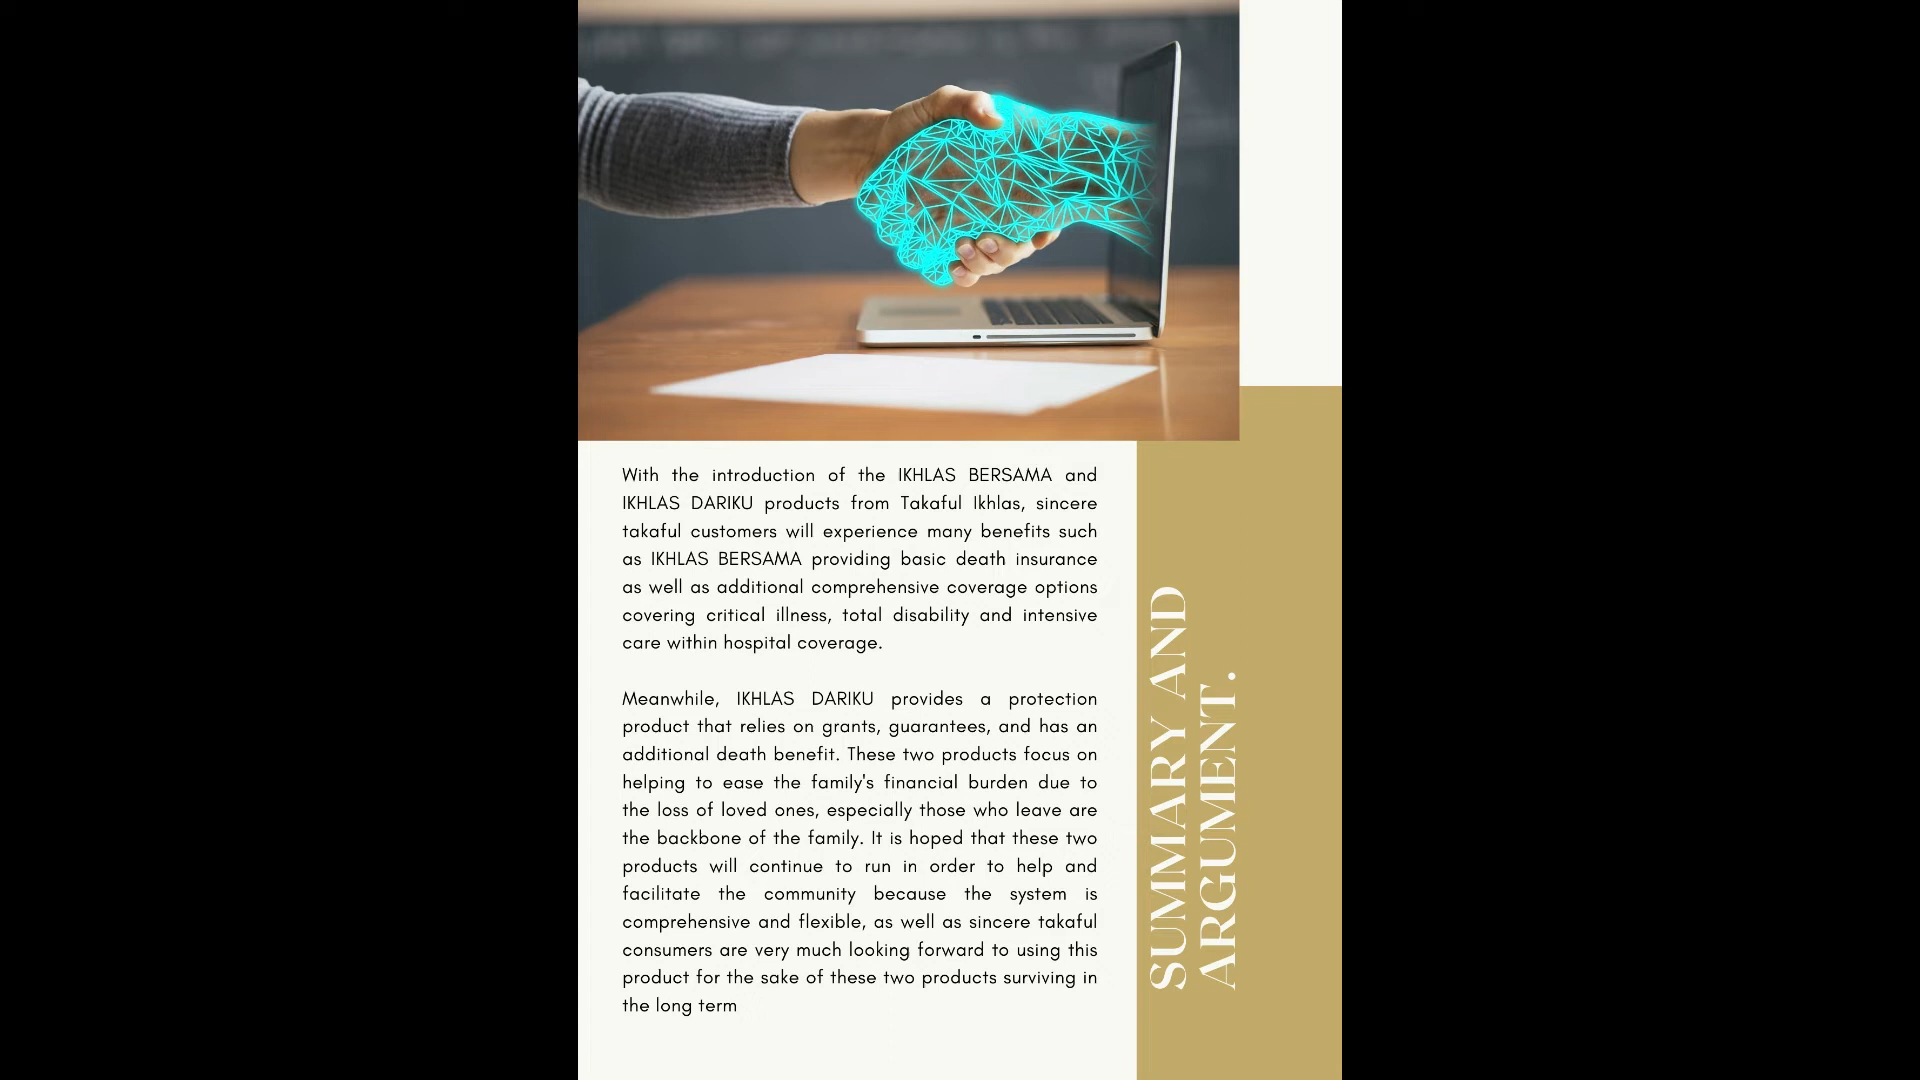 With the introduction of the IKHLAS BERSAMA and
IKHLAS DARIKU products from Takaful Ikhlas, sincere
takaful customers will experience many benefits such
as IKHLAS BERSAMA providing basic death insurance
as well as additional comprehensive coverage options
covering critical illness, total disability and intensive
care within hospital coverage.
Meanwhile, IKHLAS DARIKU provides a protection
product that relies on grants, guarantees, and has an
additional death benefit. These two products focus on
helping to ease the family's financial burden due to
the loss of loved ones, especially those who leave are
the backbone of the family. It is hoped that these two
products will continue to run in order to help and
facilitate the community because the system is
comprehensive and flexible, as well as sincere takaful
consumers are very much looking forward to using this
product for the sake of these two products surviving in
the long term
SUMMARY AND
ARGUMENT.